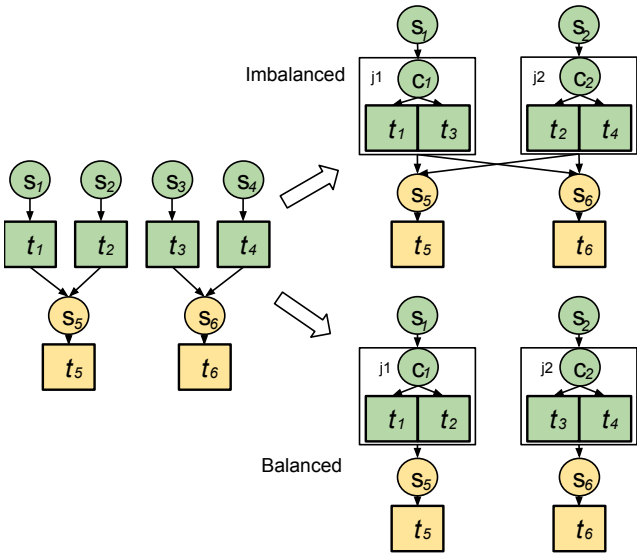 S1 S2
Imbalanced j1 C1 j2 C2
t1 t3 t2 t4
S1 S2 S3 S4 S5 S6
t1 t2 t3 t4 t5 t6
S5 S6
t5 t6
S1 S2
j1 C1 j2 C2
t1 t2 t3 t4
Balanced
S5 S6
t5 t6